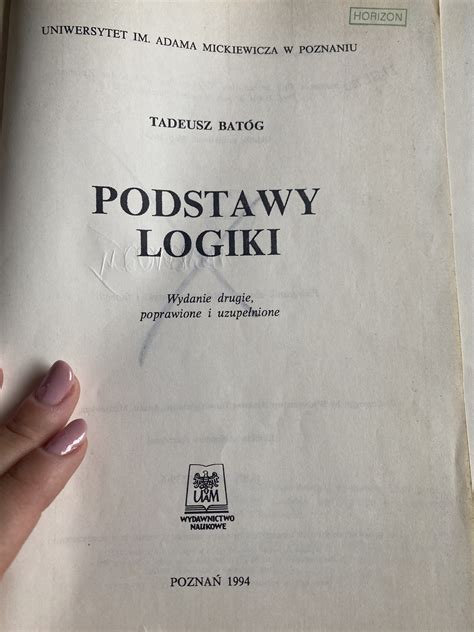 HORIZON
UNIWERSYTET IM. ADAMA MICKIEWICZA W POZNANIU
TADEUSZ BATÓG
PODSTAWY
LOGIKI
Wydanie drugie,
poprawione i uzupełnione
UAM
WYDAWNICTWO
NAUKOWE
POZNAŃ 1994